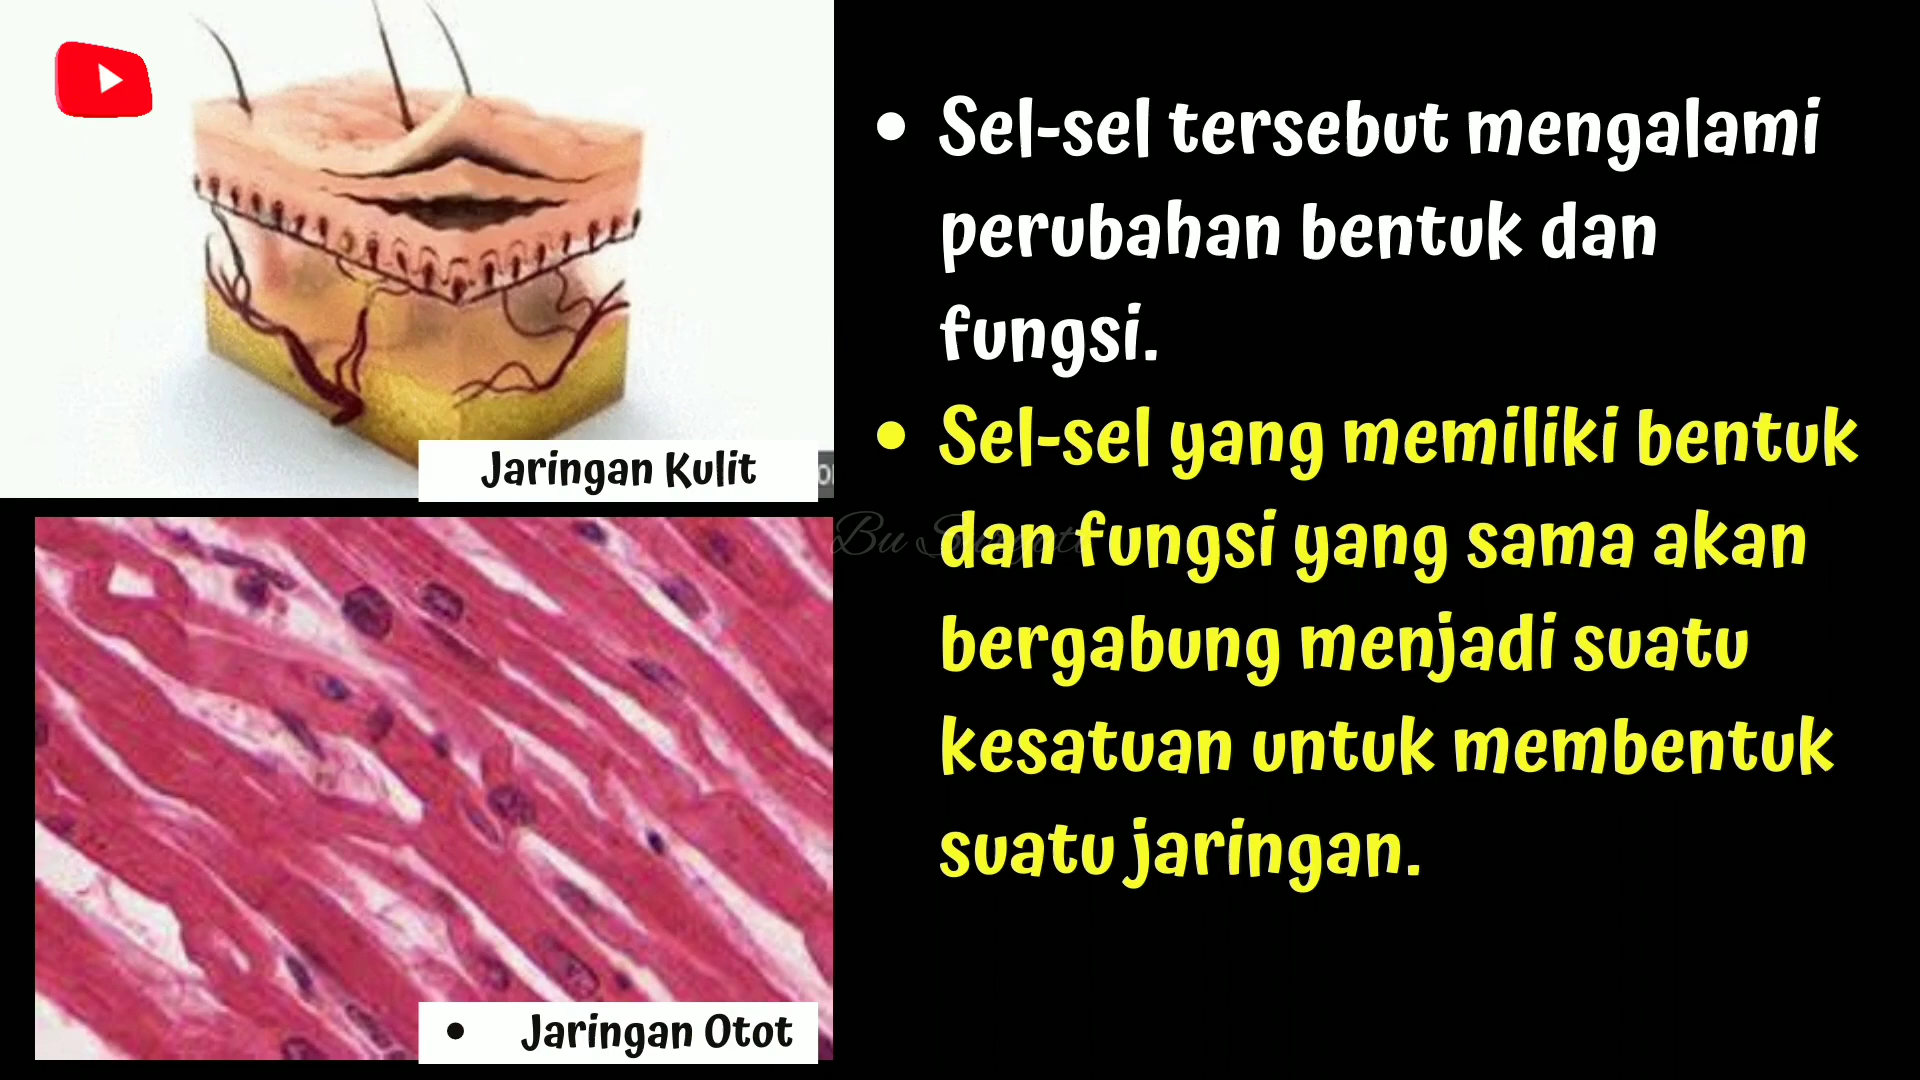 Jaringan Kulit
• Jaringan Otot
• Sel-sel tersebut mengalami
perubahan bentuk dan
fungsi.
• Sel-sel yang memiliki bentuk
dan fungsi yang sama akan
bergabung menjadi suatu
kesatuan untuk membentuk
suatu jaringan.
Bu